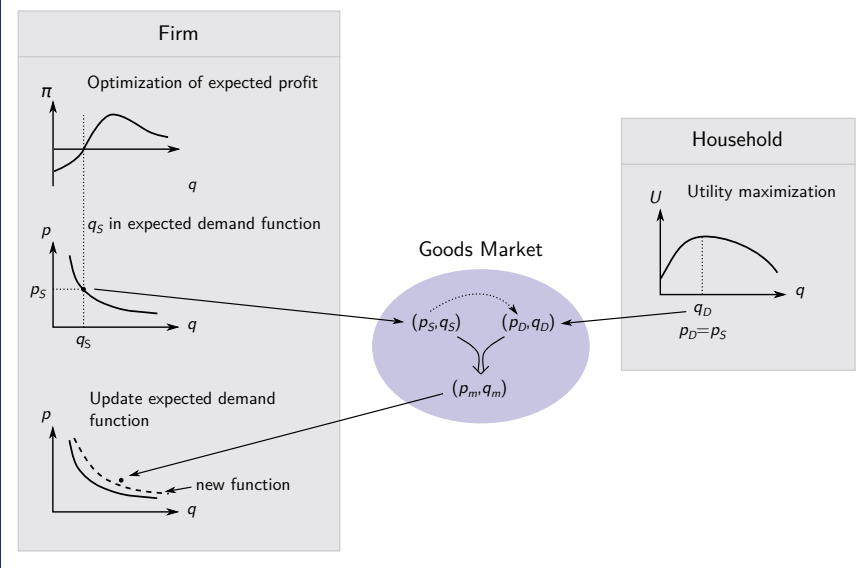 Firm
Optimization of expected profit
π
q
q_S in expected demand function
p
p_S
q
q_S
Update expected demand
function
p
new function
q
Goods Market
(p_S,q_S)
(p_D,q_D)
(p_m,q_m)
Household
Utility maximization
U
q
q_D
p_D=p_S